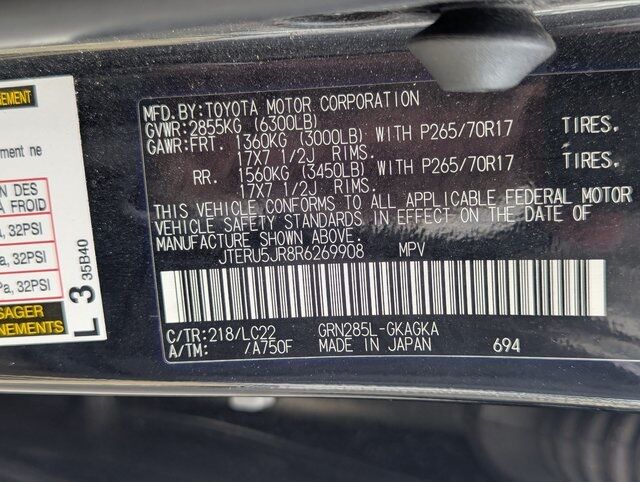 EMENT
ement ne
ON DES
A FROID
a, 32PSI
a, 32PSI
a, 32PSI
SAGER
NEMENTS
L 3 35B40
MFD.BY:TOYOTA MOTOR CORPORATION
GVWR:2855KG (6300LB)
GAWR:FRT. 1360KG (3000LB) WITH P265/70R17 TIRES.
17X7 1/2J RIMS.
RR. 1560KG (3450LB) WITH P265/70R17 TIRES.
17X7 1/2J RIMS.
THIS VEHICLE CONFORMS TO ALL APPLICABLE FEDERAL MOTOR
VEHICLE SAFETY STANDARDS IN EFFECT ON THE DATE OF
MANUFACTURE SHOWN ABOVE.
JTERU5JR8R6269908 MPV
C/TR:218/LC22 GRN285L-GKAGKA
A/TM: /A750F MADE IN JAPAN 694